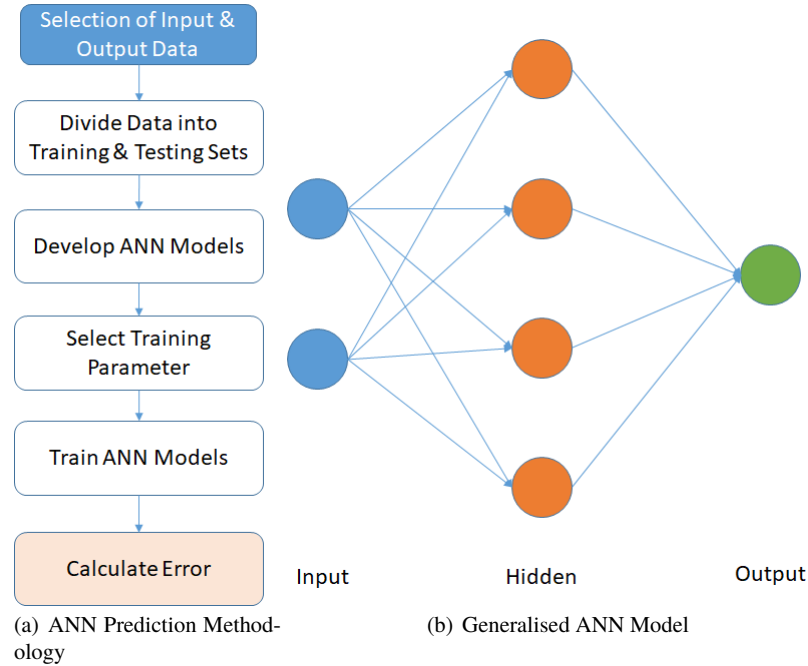 Selection of Input &
Output Data
Divide Data into
Training & Testing Sets
Develop ANN Models
Select Training
Parameter
Train ANN Models
Calculate Error
Input
Hidden
Output
(a) ANN Prediction Method-
ology
(b) Generalised ANN Model